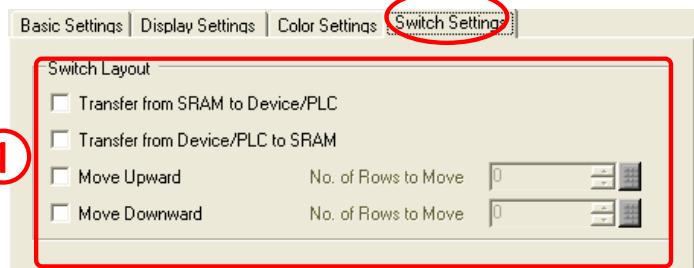 Basic Settings Display Settings Color Settings Switch Settings
Switch Layout
Transfer from SRAM to Device/PLC
1
Transfer from Device/PLC to SRAM
Move Upward No. of Rows to Move 0
Move Downward No. of Rows to Move 0